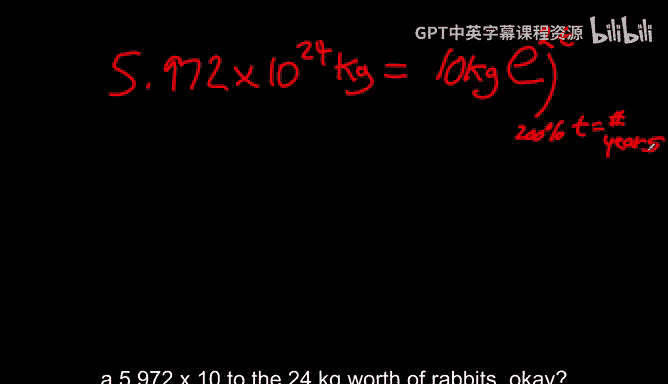 GPT中英字幕课程资源 bilibili
5.972 x 10^24 kg = 10kg e
200% t = # years
a 5.972 x 10 to the 24 kg worth of rabbits, okay?